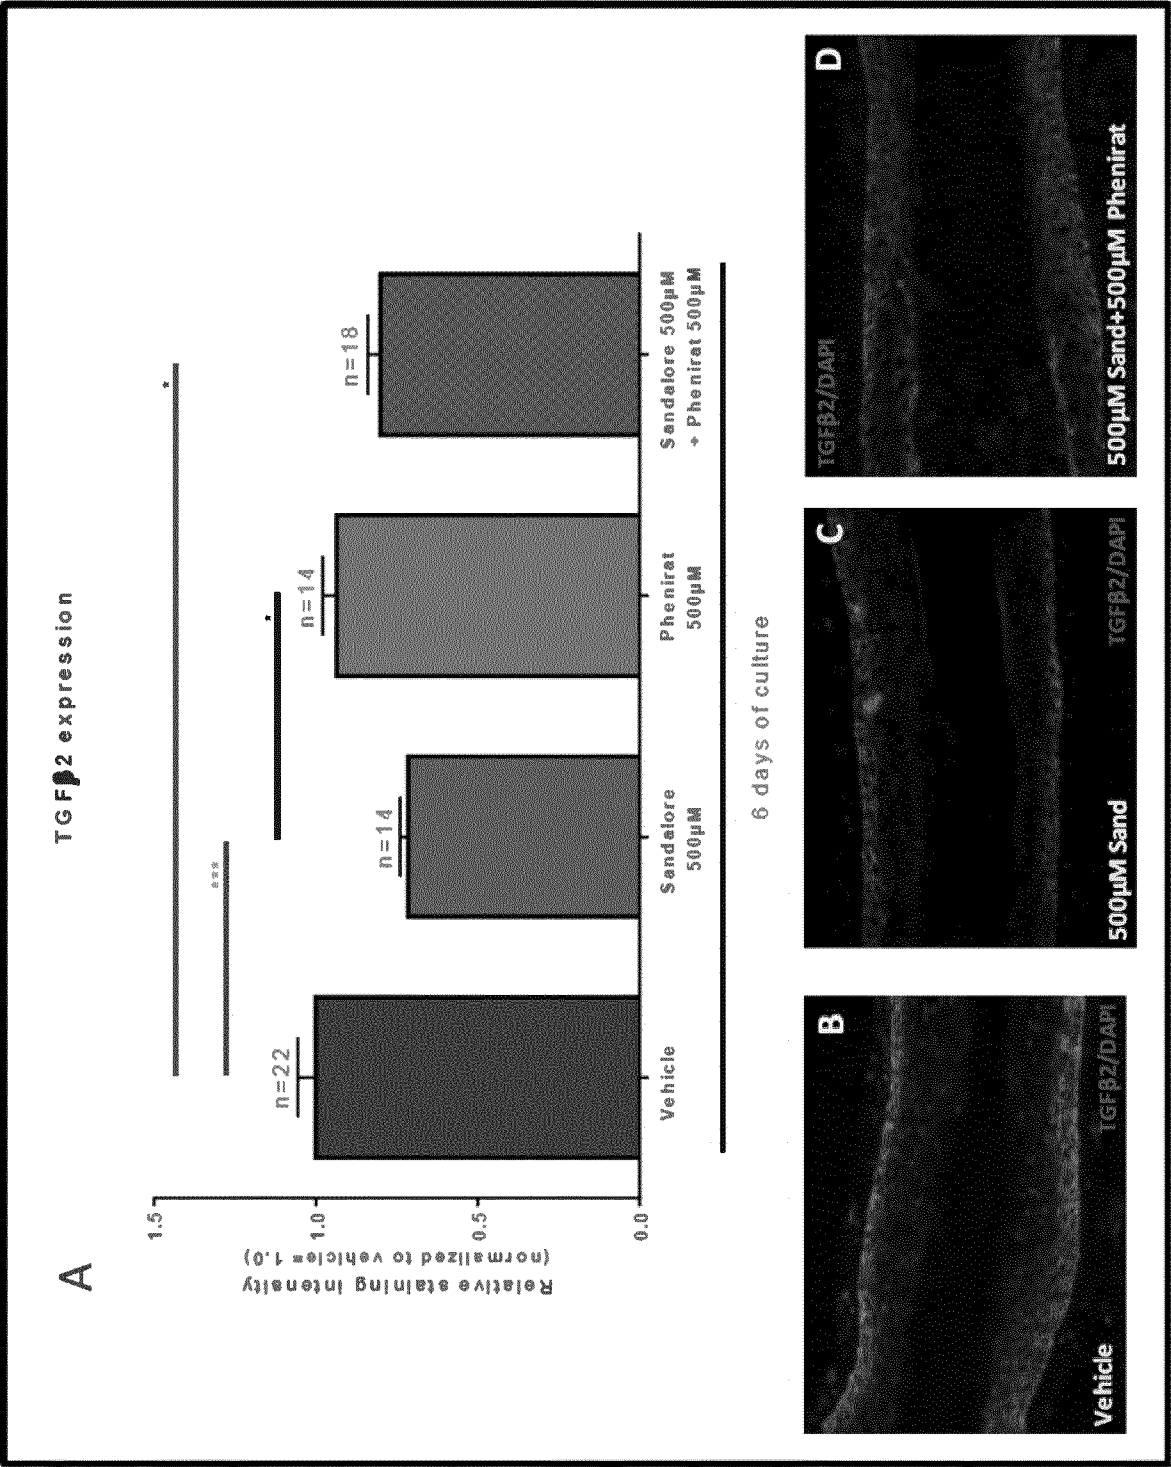 A
TGFβ2 expression
Relative staining intensity
(normalized to vehicle= 1.0)
1.5
1.0
0.5
0.0
*
***
*
n=22
n=14
n=14
n=18
Vehicle
Sandalore
500µM
Phenirat
500µM
Sandalore 500µM
+ Phenirat 500µM
6 days of culture
B
Vehicle
TGFβ2/DAPI
C
500µM Sand
TGFβ2/DAPI
D
TGFβ2/DAPI
500µM Sand+500µM Phenirat